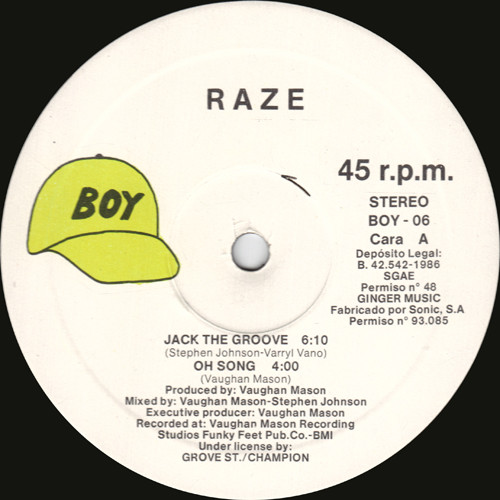 RAZE
BOY
45 r.p.m.
STEREO
BOY - 06
Cara A
Depósito Legal:
B. 42.542-1986
SGAE
Permiso n° 48
GINGER MUSIC
Fabricado por Sonic, S.A
Permiso n° 93.085
JACK THE GROOVE 6:10
(Stephen Johnson-Varryl Vano)
OH SONG 4:00
(Vaughan Mason)
Produced by: Vaughan Mason
Mixed by: Vaughan Mason-Stephen Johnson
Executive producer: Vaughan Mason
Recorded at: Vaughan Mason Recording
Studios Funky Feet Pub.Co.-BMI
Under license by:
GROVE ST./CHAMPION